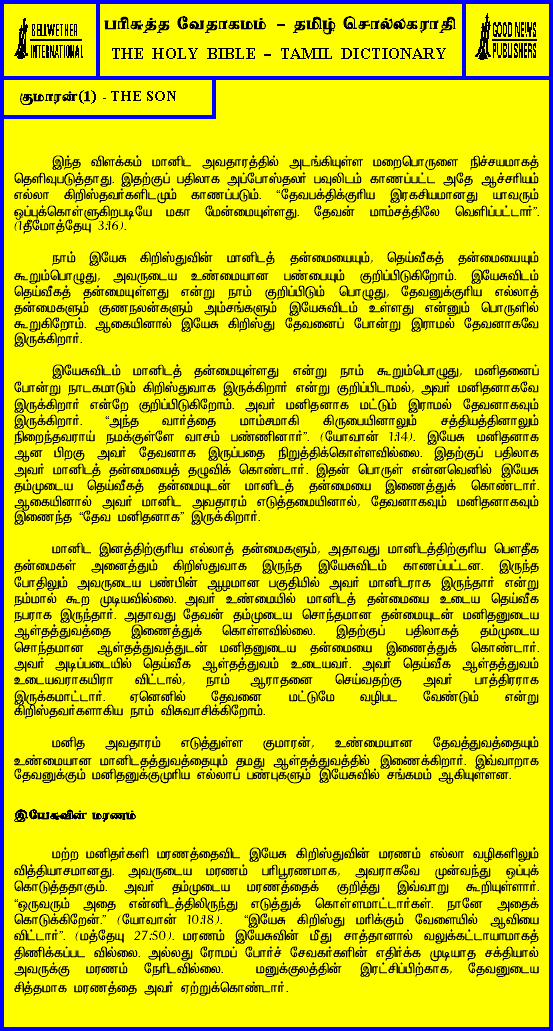 BELLWETHER
INTERNATIONAL
பரிசுத்த வேதாகமம் – தமிழ் சொல்லகராதி
THE HOLY BIBLE – TAMIL DICTIONARY
GOOD NEWS
PUBLISHERS
குமாரன்(1) - THE SON
இந்த விளக்கம் மானிட அவதாரத்தில் அடங்கியுள்ள மறைபொருளை நிச்சயமாகத்
தெளிவுபடுத்தாது. இதற்குப் பதிலாக அப்போஸ்தலர் பவுலிடம் காணப்பட்ட அதே ஆச்சரியம்
எல்லா கிறிஸ்தவர்களிடமும் காணப்படும். “தேவபக்திக்குரிய இரகசியமானது யாவரும்
ஒப்புக்கொள்ளுகிறபடியே மகா மேன்மையுள்ளது. தேவன் மாம்சத்திலே வெளிப்பட்டார்”.
(1தீமோத்தேயு 3:16).
நாம் இயேசு கிறிஸ்துவின் மானிடத் தன்மையையும், தெய்வீகத் தன்மையையும்
கூறும்பொழுது, அவருடைய உண்மையான பண்பையும் குறிப்பிடுகிறோம். இயேசுவிடம்
தெய்வீகத் தன்மையுள்ளது என்று நாம் குறிப்பிடும் பொழுது, தேவனுக்குரிய எல்லாத்
தன்மைகளும் குணநலன்களும் அம்சங்களும் இயேசுவிடம் உள்ளது என்னும் பொருளில்
கூறுகிறோம். ஆகையினால் இயேசு கிறிஸ்து தேவனைப் போன்று இராமல் தேவனாகவே
இருக்கிறார்.
இயேசுவிடம் மானிடத் தன்மையுள்ளது என்று நாம் கூறும்பொழுது, மனிதனைப்
போன்று நாடகமாடும் கிறிஸ்துவாக இருக்கிறார் என்று குறிப்பிடாமல், அவர் மனிதனாகவே
இருக்கிறார் என்றே குறிப்பிடுகிறோம். அவர் மனிதனாக மட்டும் இராமல் தேவனாகவும்
இருக்கிறார். “அந்த வார்த்தை மாம்சமாகி கிருபையினாலும் சத்தியத்தினாலும்
நிறைந்தவராய் நமக்குள்ளே வாசம் பண்ணினார்”. (யோவான் 1:14). இயேசு மனிதனாக
ஆன பிறகு அவர் தேவனாக இருப்பதை நிறுத்திக்கொள்ளவில்லை. இதற்குப் பதிலாக
அவர் மானிடத் தன்மையைத் தழுவிக் கொண்டார். இதன் பொருள் என்னவெனில் இயேசு
தம்முடைய தெய்வீகத் தன்மையுடன் மானிடத் தன்மையை இணைத்துக் கொண்டார்.
ஆகையினால் அவர் மானிட அவதாரம் எடுத்தமையினால், தேவனாகவும் மனிதனாகவும்
இணைந்த “தேவ மனிதனாக” இருக்கிறார்.
மானிட இனத்திற்குரிய எல்லாத் தன்மைகளும், அதாவது மானிடத்திற்குரிய பௌதீக
தன்மைகள் அனைத்தும் கிறிஸ்துவாக இருந்த இயேசுவிடம் காணப்பட்டன. இருந்த
போதிலும் அவருடைய பண்பின் ஆழமான பகுதியில் அவர் மானிடராக இருந்தார் என்று
நம்மால் கூற முடியவில்லை. அவர் உண்மையில் மானிடத் தன்மையை உடைய தெய்வீக
நபராக இருந்தார். அதாவது தேவன் தம்முடைய சொந்தமான தன்மையுடன் மனிதனுடைய
ஆள்தத்துவத்தை இணைத்துக் கொள்ளவில்லை. இதற்குப் பதிலாகத் தம்முடைய
சொந்தமான ஆள்தத்துவத்துடன் மனிதனுடைய தன்மையை இணைத்துக் கொண்டார்.
அவர் அடிப்படையில் தெய்வீக ஆள்தத்துவம் உடையவர். அவர் தெய்வீக ஆள்தத்துவம்
உடையவராகயிரா விட்டால், நாம் ஆராதனை செய்வதற்கு அவர் பாத்திரராக
இருக்கமாட்டார். ஏனெனில் தேவனை மட்டுமே வழிபட வேண்டும் என்று
கிறிஸ்தவர்களாகிய நாம் விசுவாசிக்கிறோம்.
மனித அவதாரம் எடுத்துள்ள குமாரன், உண்மையான தேவத்துவத்தையும்
உண்மையான மானிடதத்துவத்தையும் தமது ஆள்தத்துவத்தில் இணைக்கிறார். இவ்வாறாக
தேவனுக்கும் மனிதனுக்குமுரிய எல்லாப் பண்புகளும் இயேசுவில் சங்கமம் ஆகியுள்ளன.
இயேசுவின் மரணம்
மற்ற மனிதர்களி மரணத்தைவிட இயேசு கிறிஸ்துவின் மரணம் எல்லா வழிகளிலும்
வித்தியாசமானது. அவருடைய மரணம் பரிபூரணமாக, அவராகவே முன்வந்து ஒப்புக்
கொடுத்ததாகும். அவர் தம்முடைய மரணத்தைக் குறித்து இவ்வாறு கூறியுள்ளார்.
“ஒருவரும் அதை என்னிடத்திலிருந்து எடுத்துக் கொள்ளமாட்டார்கள். நானே அதைக்
கொடுக்கிறேன்.” (யோவான் 10:18). “இயேசு கிறிஸ்து மரிக்கும் வேளையில் ஆவியை
விட்டார்”. (மத்தேயு 27:50). மரணம் இயேசுவின் மீது சாத்தானால் வலுக்கட்டாயாமாகத்
திணிக்கப்பட வில்லை. அல்லது ரோமப் போர்ச் சேவகர்களின் எதிர்க்க முடியாத சக்தியால்
அவருக்கு மரணம் நேரிடவில்லை. மனுக்குலத்தின் இரட்சிப்பிற்காக, தேவனுடைய
சித்தமாக மரணத்தை அவர் ஏற்றுக்கொண்டார்.